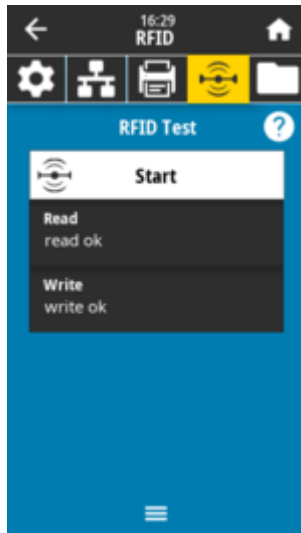 16:29
RFID
RFID Test
?
Start
Read
read ok
Write
write ok